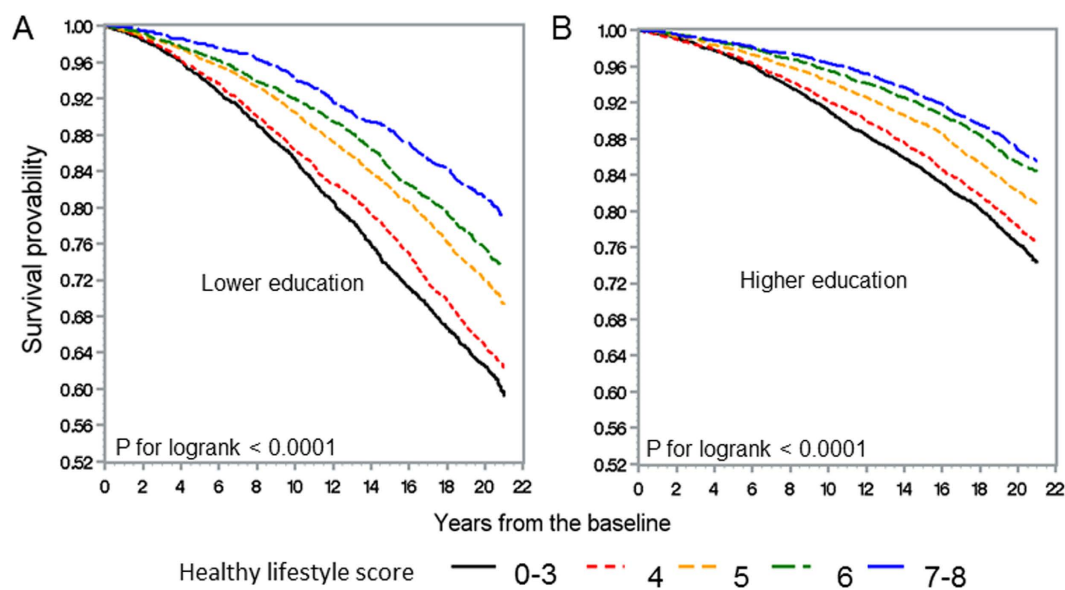 A
B
1.00
0.96
0.92
0.88
0.84
0.80
0.76
0.72
0.68
0.64
0.60
0.56
0.52
Survival provability
Lower education
P for logrank < 0.0001
0 2 4 6 8 10 12 14 16 18 20 22
1.00
0.96
0.92
0.88
0.84
0.80
0.76
0.72
0.68
0.64
0.60
0.56
0.52
Higher education
P for logrank < 0.0001
0 2 4 6 8 10 12 14 16 18 20 22
Years from the baseline
Healthy lifestyle score 0-3 4 5 6 7-8